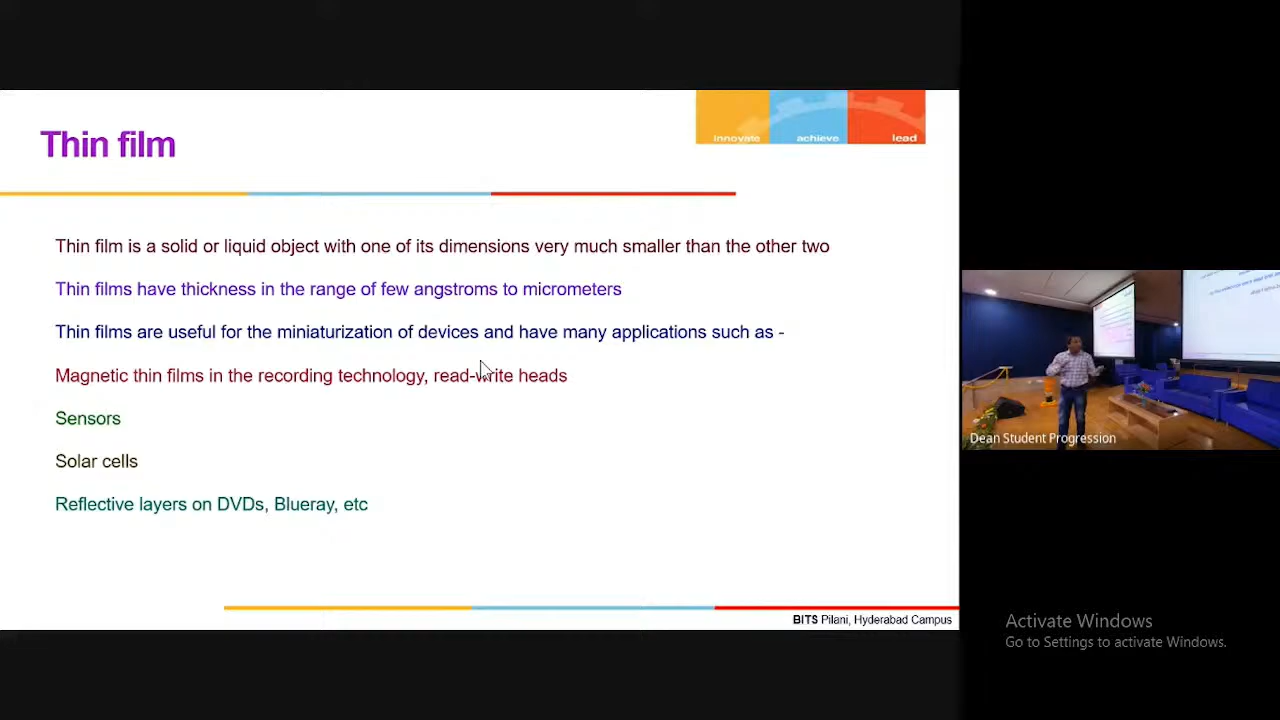 innovate achieve lead
Thin film
Thin film is a solid or liquid object with one of its dimensions very much smaller than the other two
Thin films have thickness in the range of few angstroms to micrometers
Thin films are useful for the miniaturization of devices and have many applications such as -
Magnetic thin films in the recording technology, read-write heads
Sensors
Solar cells
Reflective layers on DVDs, Blueray, etc
BITS Pilani, Hyderabad Campus
Dean Student Progression
Activate Windows
Go to Settings to activate Windows.